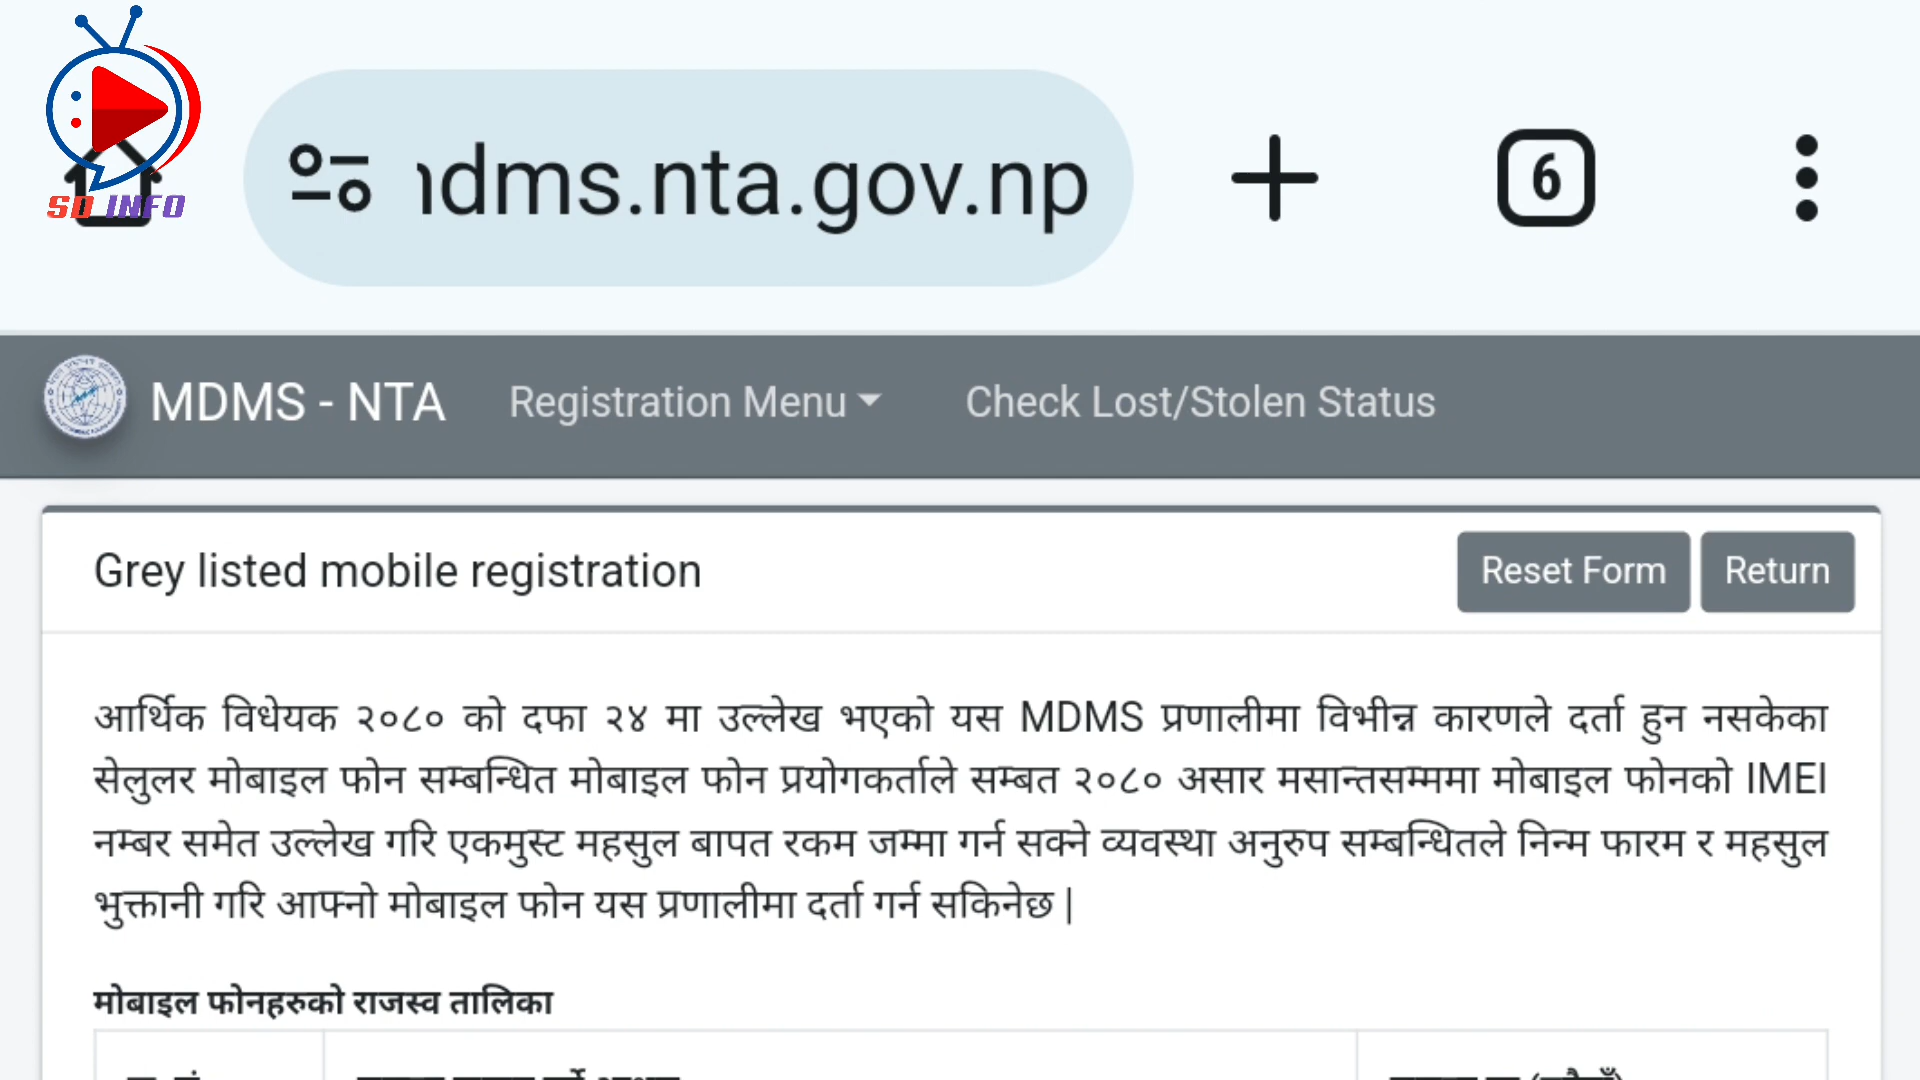 SD INFO
dms.nta.gov.np
6
MDMS - NTA Registration Menu Check Lost/Stolen Status
Grey listed mobile registration Reset Form Return
आर्थिक विधेयक २०८० को दफा २४ मा उल्लेख भएको यस MDMS प्रणालीमा विभीन्न कारणले दर्ता हुन नसकेका
सेलुलर मोबाइल फोन सम्बन्धित मोबाइल फोन प्रयोगकर्ताले सम्बत २०८० असार मसान्तसम्ममा मोबाइल फोनको IMEI
नम्बर समेत उल्लेख गरि एकमुस्ट महसुल बापत रकम जम्मा गर्न सक्ने व्यवस्था अनुरुप सम्बन्धितले निन्म फारम र महसुल
भुक्तानी गरि आफ्नो मोबाइल फोन यस प्रणालीमा दर्ता गर्न सकिनेछ |
मोबाइल फोनहरुको राजस्व तालिका